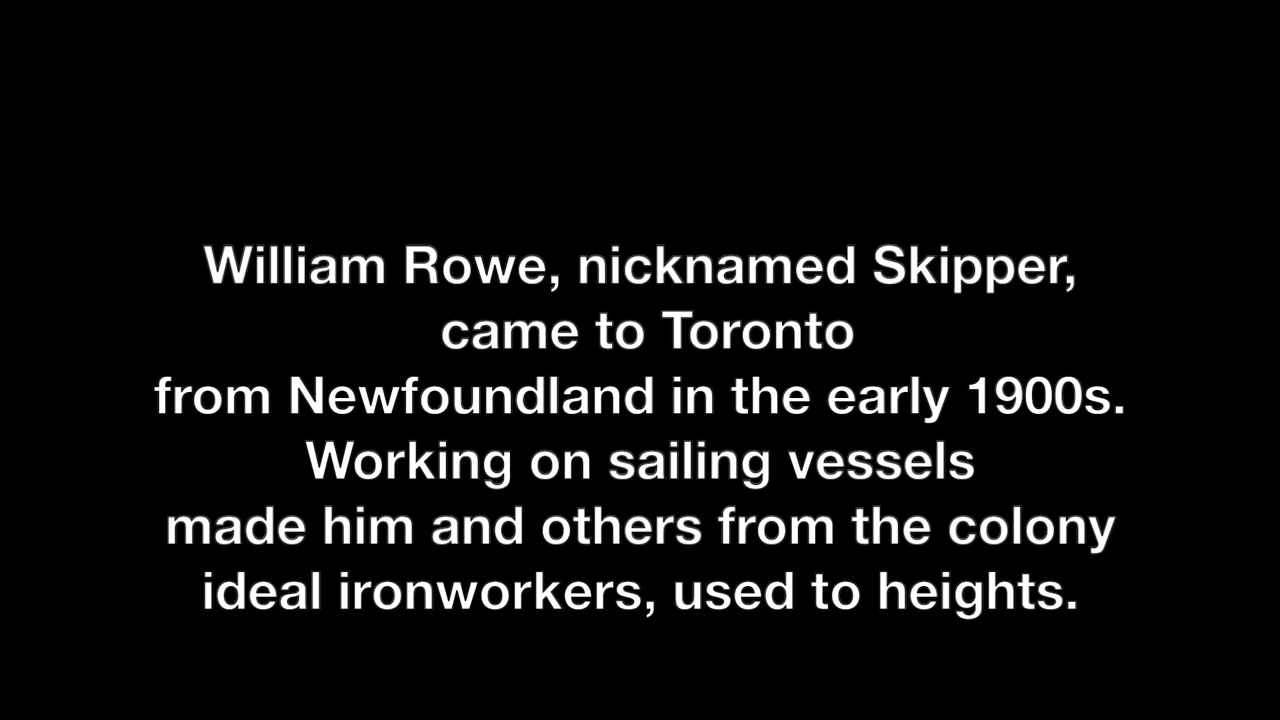 William Rowe, nicknamed Skipper,
came to Toronto
from Newfoundland in the early 1900s.
Working on sailing vessels
made him and others from the colony
ideal ironworkers, used to heights.